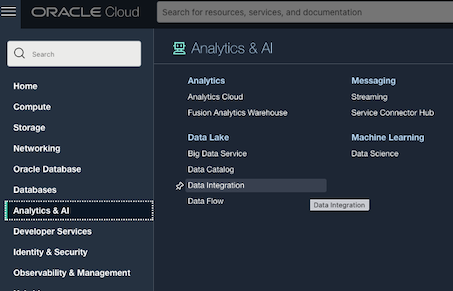 ORACLE Cloud
Search for resources, services, and documentation
Search
Home
Compute
Storage
Networking
Oracle Database
Databases
Analytics & AI
Developer Services
Identity & Security
Observability & Management
Analytics & AI
Analytics
Analytics Cloud
Fusion Analytics Warehouse
Data Lake
Big Data Service
Data Catalog
Data Integration
Data Flow
Messaging
Streaming
Service Connector Hub
Machine Learning
Data Science
Data Integration